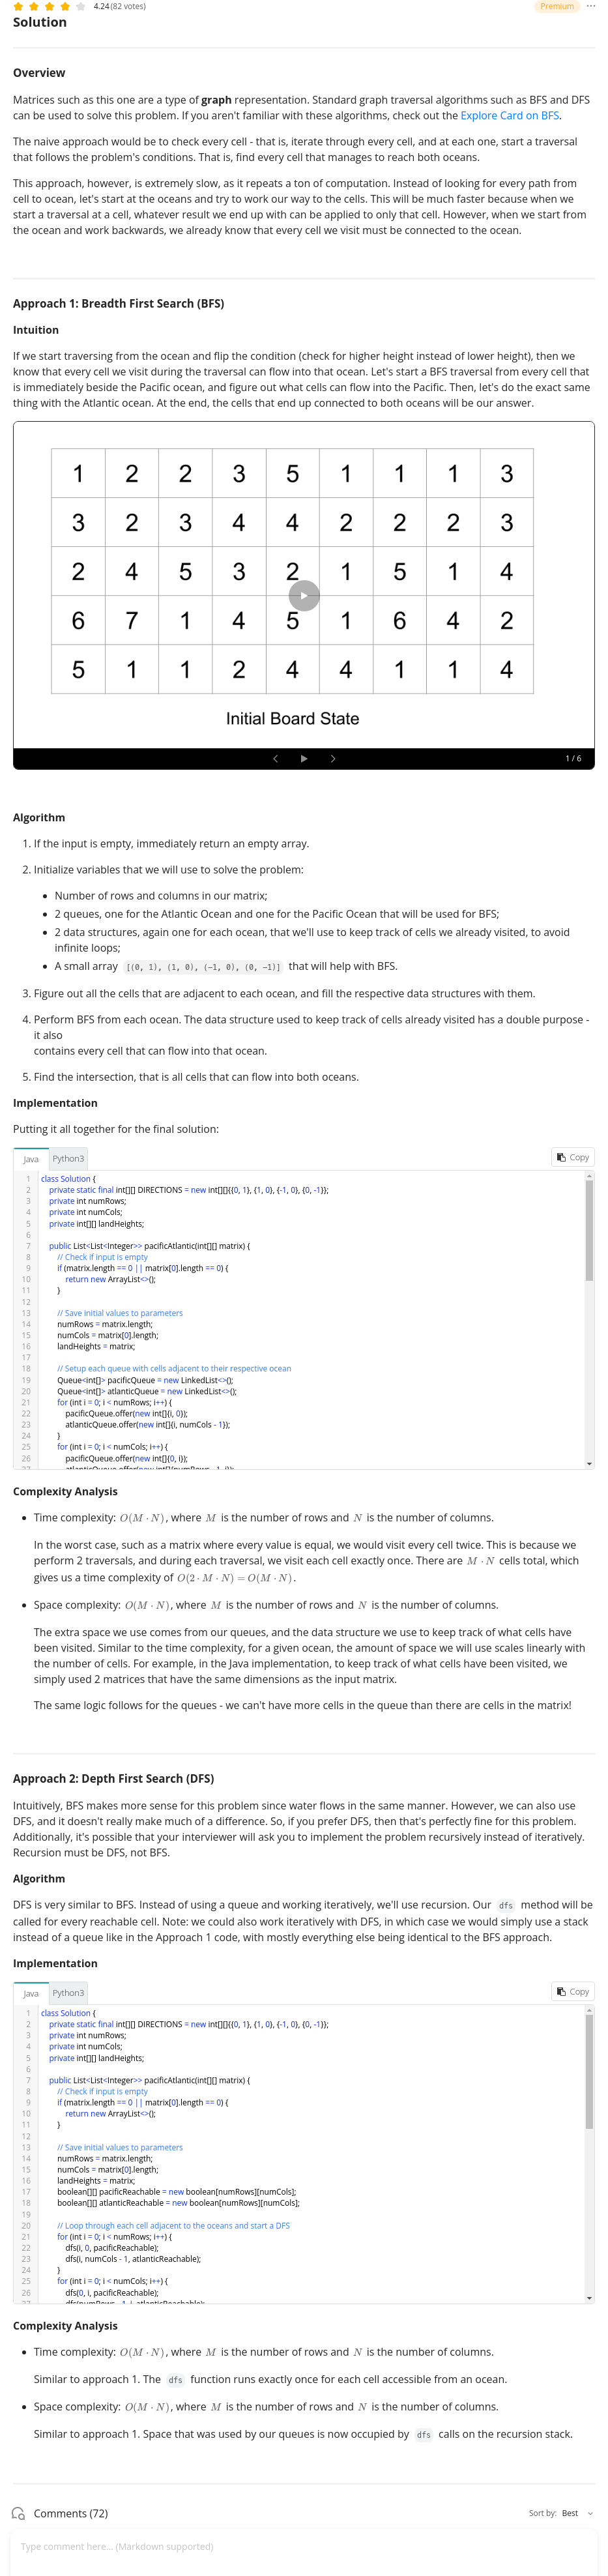 4.24 (82 votes)
Premium
Solution
Overview
Matrices such as this one are a type of graph representation. Standard graph traversal algorithms such as BFS and DFS
can be used to solve this problem. If you aren't familiar with these algorithms, check out the Explore Card on BFS.
The naive approach would be to check every cell - that is, iterate through every cell, and at each one, start a traversal
that follows the problem's conditions. That is, find every cell that manages to reach both oceans.
This approach, however, is extremely slow, as it repeats a ton of computation. Instead of looking for every path from
cell to ocean, let's start at the oceans and try to work our way to the cells. This will be much faster because when we
start a traversal at a cell, whatever result we end up with can be applied to only that cell. However, when we start from
the ocean and work backwards, we already know that every cell we visit must be connected to the ocean.
Approach 1: Breadth First Search (BFS)
Intuition
If we start traversing from the ocean and flip the condition (check for higher height instead of lower height), then we
know that every cell we visit during the traversal can flow into that ocean. Let's start a BFS traversal from every cell that
is immediately beside the Pacific ocean, and figure out what cells can flow into the Pacific. Then, let's do the exact same
thing with the Atlantic ocean. At the end, the cells that end up connected to both oceans will be our answer.
1 2 2 3 5 1 1 1 3
3 2 3 4 4 2 2 2 3
2 4 5 3 2 1 5 1 4
6 7 1 4 5 1 6 4 2
5 1 1 2 4 4 1 1 4
Initial Board State
1 / 6
Algorithm
1. If the input is empty, immediately return an empty array.
2. Initialize variables that we will use to solve the problem:
• Number of rows and columns in our matrix;
• 2 queues, one for the Atlantic Ocean and one for the Pacific Ocean that will be used for BFS;
• 2 data structures, again one for each ocean, that we'll use to keep track of cells we already visited, to avoid
infinite loops;
• A small array [(0, 1), (1, 0), (-1, 0), (0, -1)] that will help with BFS.
3. Figure out all the cells that are adjacent to each ocean, and fill the respective data structures with them.
4. Perform BFS from each ocean. The data structure used to keep track of cells already visited has a double purpose -
it also
contains every cell that can flow into that ocean.
5. Find the intersection, that is all cells that can flow into both oceans.
Implementation
Putting it all together for the final solution:
Java Python3 Copy
1 class Solution {
2 private static final int[][] DIRECTIONS = new int[][]{{0, 1}, {1, 0}, {-1, 0}, {0, -1}};
3 private int numRows;
4 private int numCols;
5 private int[][] landHeights;
6
7 public List<List<Integer>> pacificAtlantic(int[][] matrix) {
8 // Check if input is empty
9 if (matrix.length == 0 || matrix[0].length == 0) {
10 return new ArrayList<>();
11 }
12
13 // Save initial values to parameters
14 numRows = matrix.length;
15 numCols = matrix[0].length;
16 landHeights = matrix;
17
18 // Setup each queue with cells adjacent to their respective ocean
19 Queue<int[]> pacificQueue = new LinkedList<>();
20 Queue<int[]> atlanticQueue = new LinkedList<>();
21 for (int i = 0; i < numRows; i++) {
22 pacificQueue.offer(new int[]{i, 0});
23 atlanticQueue.offer(new int[]{i, numCols - 1});
24 }
25 for (int i = 0; i < numCols; i++) {
26 pacificQueue.offer(new int[]{0, i});
27 atlanticQueue.offer(new int[]{numRows - 1, i});
Complexity Analysis
• Time complexity: O(M · N), where M is the number of rows and N is the number of columns.
In the worst case, such as a matrix where every value is equal, we would visit every cell twice. This is because we
perform 2 traversals, and during each traversal, we visit each cell exactly once. There are M · N cells total, which
gives us a time complexity of O(2 · M · N) = O(M · N).
• Space complexity: O(M · N), where M is the number of rows and N is the number of columns.
The extra space we use comes from our queues, and the data structure we use to keep track of what cells have
been visited. Similar to the time complexity, for a given ocean, the amount of space we will use scales linearly with
the number of cells. For example, in the Java implementation, to keep track of what cells have been visited, we
simply used 2 matrices that have the same dimensions as the input matrix.
The same logic follows for the queues - we can't have more cells in the queue than there are cells in the matrix!
Approach 2: Depth First Search (DFS)
Intuitively, BFS makes more sense for this problem since water flows in the same manner. However, we can also use
DFS, and it doesn't really make much of a difference. So, if you prefer DFS, then that's perfectly fine for this problem.
Additionally, it's possible that your interviewer will ask you to implement the problem recursively instead of iteratively.
Recursion must be DFS, not BFS.
Algorithm
DFS is very similar to BFS. Instead of using a queue and working iteratively, we'll use recursion. Our dfs method will be
called for every reachable cell. Note: we could also work iteratively with DFS, in which case we would simply use a stack
instead of a queue like in the Approach 1 code, with mostly everything else being identical to the BFS approach.
Implementation
Java Python3 Copy
1 class Solution {
2 private static final int[][] DIRECTIONS = new int[][]{{0, 1}, {1, 0}, {-1, 0}, {0, -1}};
3 private int numRows;
4 private int numCols;
5 private int[][] landHeights;
6
7 public List<List<Integer>> pacificAtlantic(int[][] matrix) {
8 // Check if input is empty
9 if (matrix.length == 0 || matrix[0].length == 0) {
10 return new ArrayList<>();
11 }
12
13 // Save initial values to parameters
14 numRows = matrix.length;
15 numCols = matrix[0].length;
16 landHeights = matrix;
17 boolean[][] pacificReachable = new boolean[numRows][numCols];
18 boolean[][] atlanticReachable = new boolean[numRows][numCols];
19
20 // Loop through each cell adjacent to the oceans and start a DFS
21 for (int i = 0; i < numRows; i++) {
22 dfs(i, 0, pacificReachable);
23 dfs(i, numCols - 1, atlanticReachable);
24 }
25 for (int i = 0; i < numCols; i++) {
26 dfs(0, i, pacificReachable);
27 dfs(numRows - 1, i, atlanticReachable);
Complexity Analysis
• Time complexity: O(M · N), where M is the number of rows and N is the number of columns.
Similar to approach 1. The dfs function runs exactly once for each cell accessible from an ocean.
• Space complexity: O(M · N), where M is the number of rows and N is the number of columns.
Similar to approach 1. Space that was used by our queues is now occupied by dfs calls on the recursion stack.
Comments (72)
Sort by: Best
Type comment here... (Markdown supported)